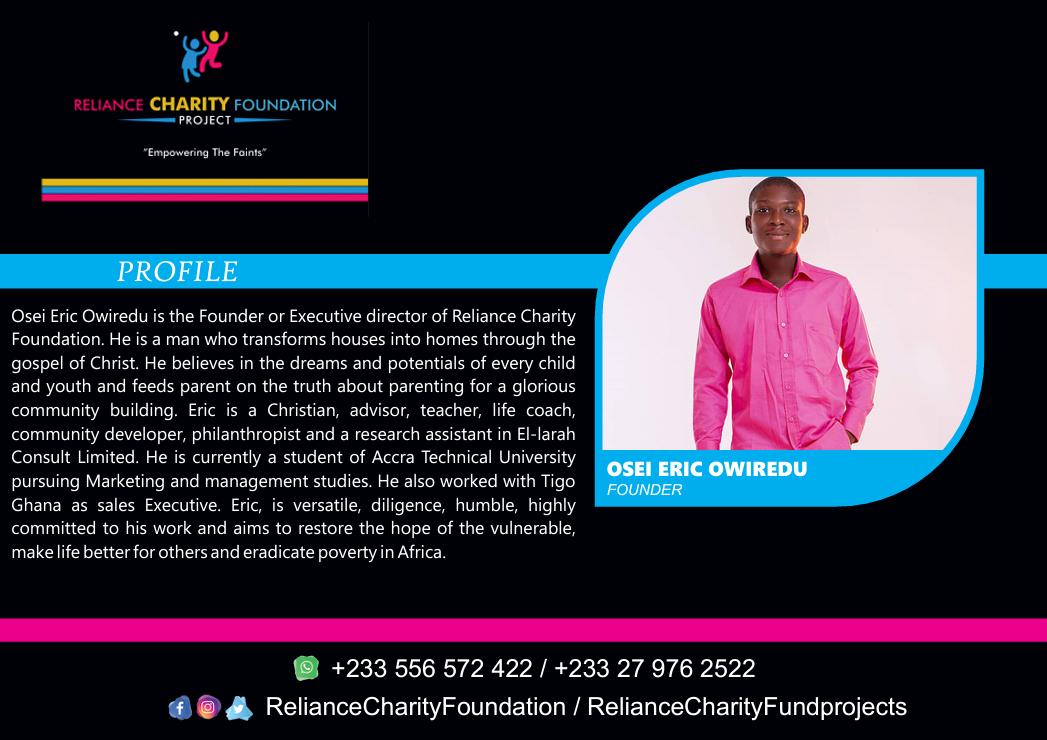 RELIANCE CHARITY FOUNDATION
PROJECT
"Empowering The Faints"
PROFILE
Osei Eric Owiredu is the Founder or Executive director of Reliance Charity
Foundation. He is a man who transforms houses into homes through the
gospel of Christ. He believes in the dreams and potentials of every child
and youth and feeds parent on the truth about parenting for a glorious
community building. Eric is a Christian, advisor, teacher, life coach,
community developer, philanthropist and a research assistant in El-larah
Consult Limited. He is currently a student of Accra Technical University
pursuing Marketing and management studies. He also worked with Tigo
Ghana as sales Executive. Eric, is versatile, diligence, humble, highly
committed to his work and aims to restore the hope of the vulnerable,
make life better for others and eradicate poverty in Africa.
OSEI ERIC OWIREDU
FOUNDER
+233 556 572 422 / +233 27 976 2522
RelianceCharityFoundation / RelianceCharityFundprojects